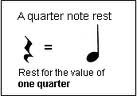 A quarter note rest
=
Rest for the value of
one quarter